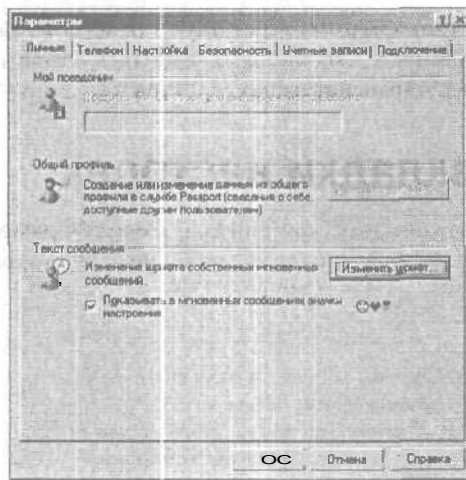 Параметры
Личные Телефон Настройка Безопасность Учетные записи Подключение
Мой псевдоним
Общий профиль
Создание или изменение данных из общего
профиля в службе Passport (сведения о себе,
доступные другим пользователям)
Текст сообщения
Изменение шрифта собственных мгновенных
сообщений.
Изменить шрифт...
Показывать в мгновенных сообщениях значки
настроения
ОС Отмена Справка